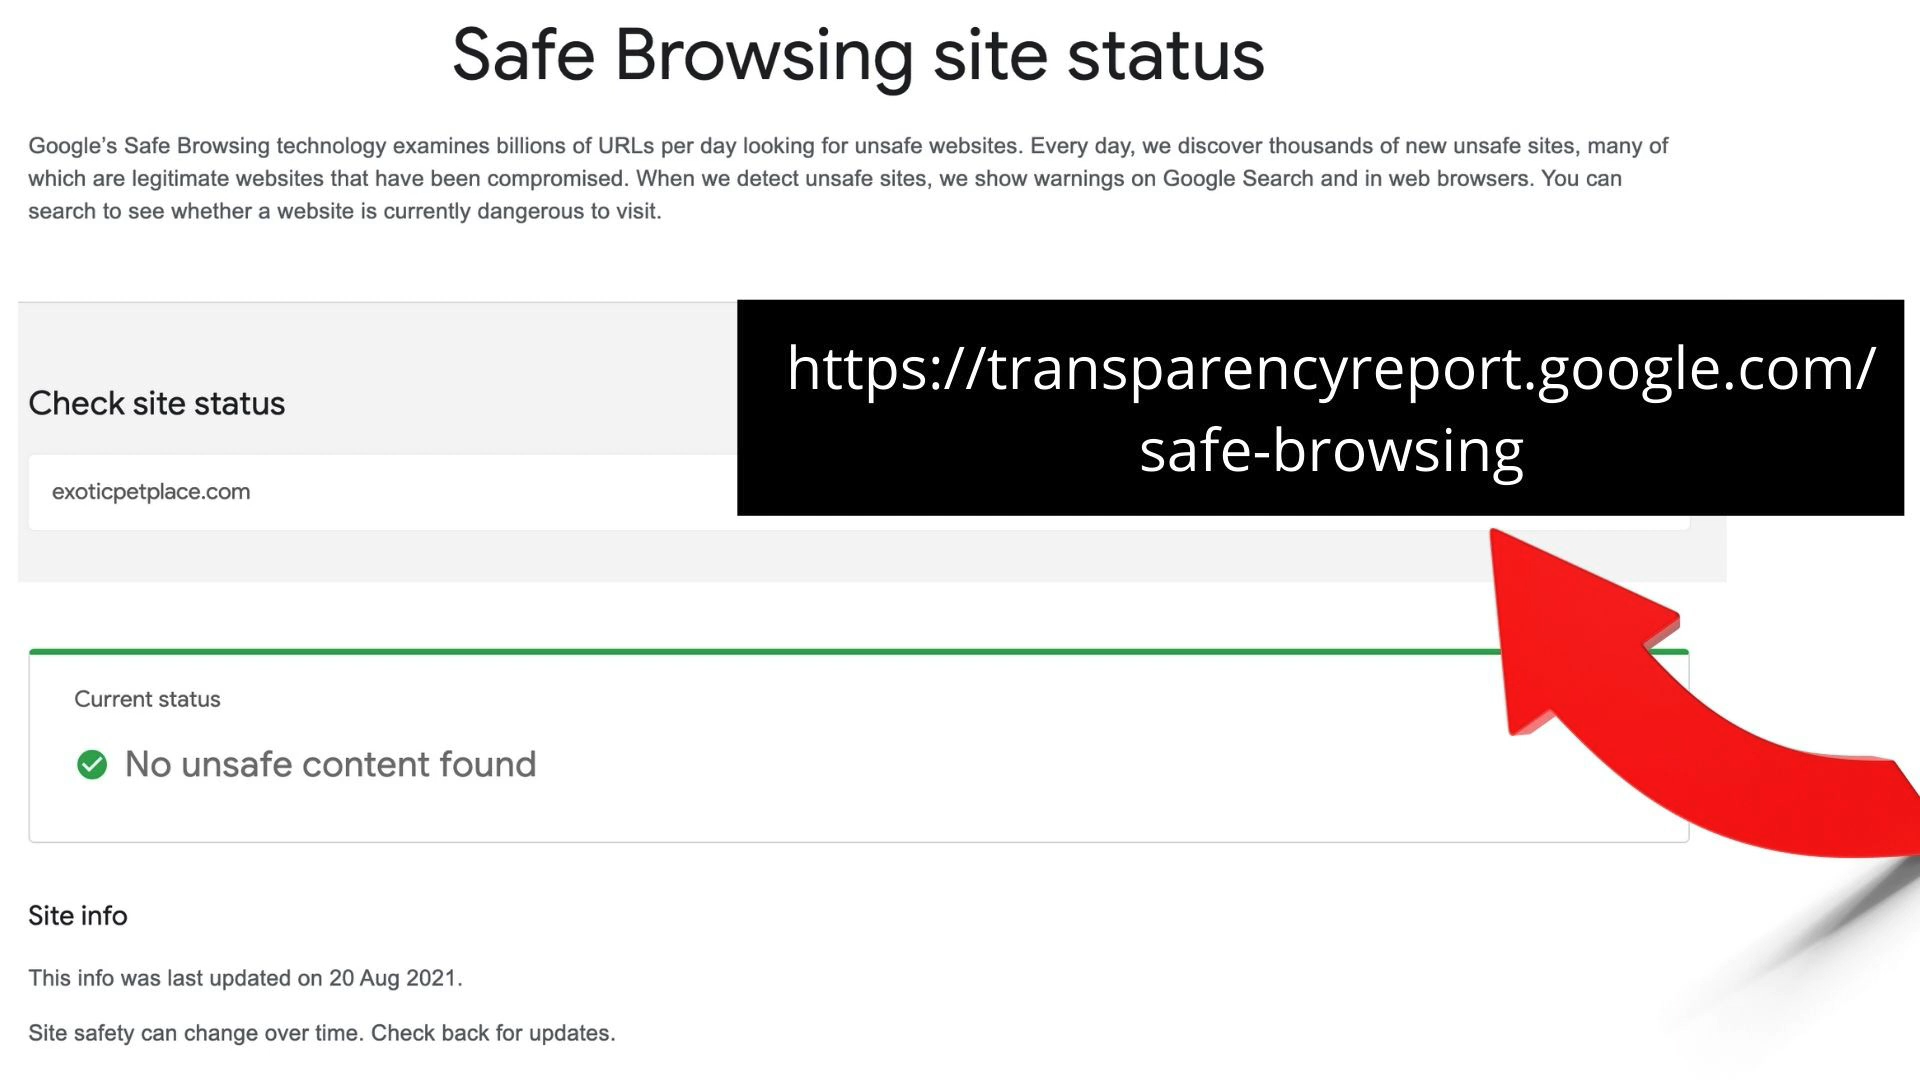 Safe Browsing site status
Google’s Safe Browsing technology examines billions of URLs per day looking for unsafe websites. Every day, we discover thousands of new unsafe sites, many of
which are legitimate websites that have been compromised. When we detect unsafe sites, we show warnings on Google Search and in web browsers. You can
search to see whether a website is currently dangerous to visit.
https://transparencyreport.google.com/
safe-browsing
Check site status
exoticpetplace.com
Current status
No unsafe content found
Site info
This info was last updated on 20 Aug 2021.
Site safety can change over time. Check back for updates.